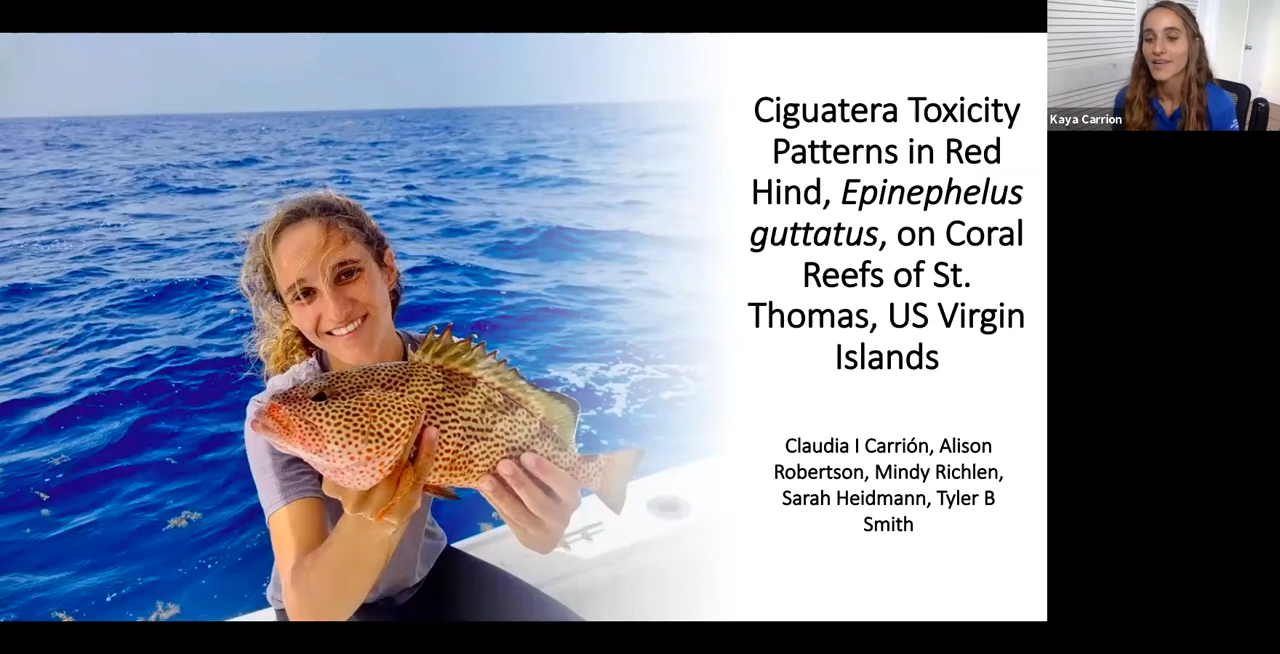 Ciguatera Toxicity
Patterns in Red
Hind, Epinephelus
guttatus, on Coral
Reefs of St.
Thomas, US Virgin
Islands
Claudia I Carrión, Alison
Robertson, Mindy Richlen,
Sarah Heidmann, Tyler B
Smith
Kaya Carrion